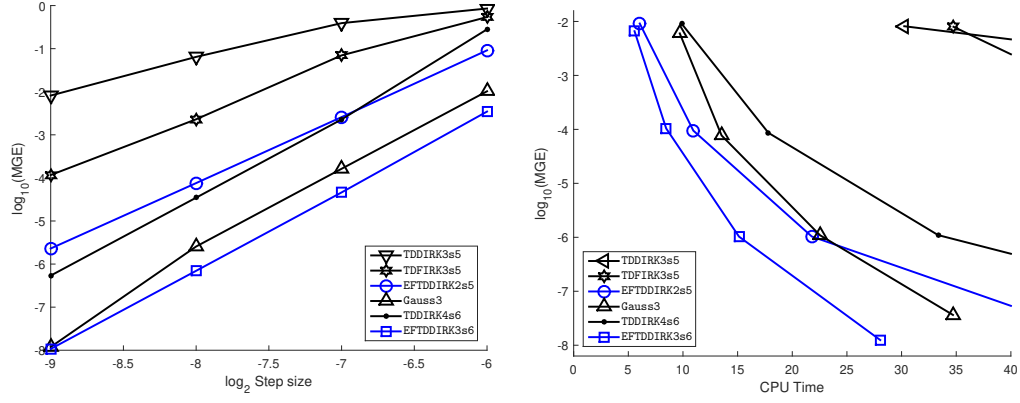 0
-1
-2
-3
-4
-5
-6
-7
-8
log10(MGE)
-9
-8.5
-8
-7.5
-7
-6.5
-6
log2 Step size
TDDIRK3s5
TDFIRK3s5
EFTDDIRK2s5
Gauss3
TDDIRK4s6
EFTDDIRK3s6
-2
-3
-4
-5
-6
-7
-8
log10(MGE)
0
5
10
15
20
25
30
35
40
CPU Time
TDDIRK3s5
TDFIRK3s5
EFTDDIRK2s5
Gauss3
TDDIRK4s6
EFTDDIRK3s6